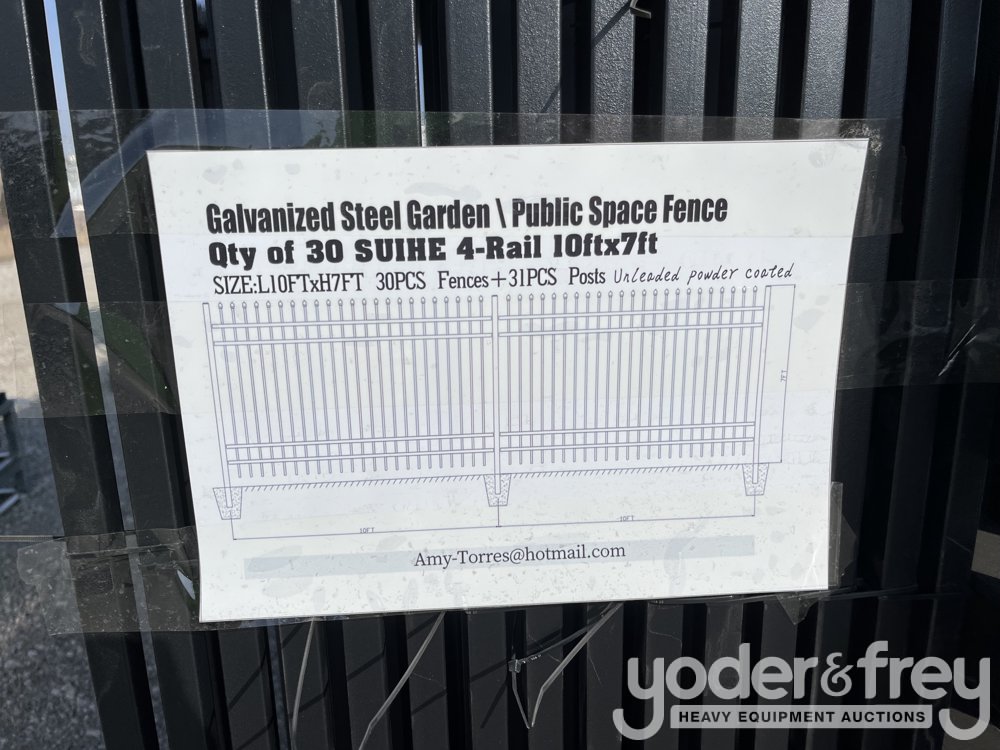 Galvanized Steel Garden \ Public Space Fence
Qty of 30 SUIHE 4-Rail 10ftx7ft
SIZE:L10FTxH7FT 30PCS Fences+31PCS Posts Unleaded powder coated
7FT
10FT 10FT
Amy-Torres@hotmail.com
yoder&frey
HEAVY EQUIPMENT AUCTIONS